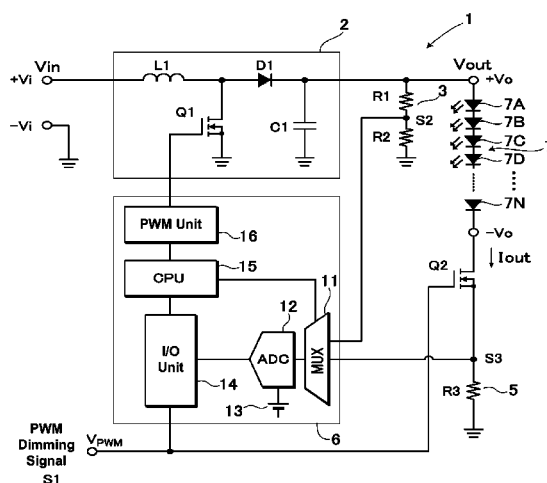 1
2
Vin
L1
D1
Vout
+Vi
+Vo
R1
3
7A
Q1
S2
7B
-Vi
C1
R2
7C
7
7D
7N
-Vo
PWM Unit
16
Q2
Iout
CPU
15
11
12
I/O
Unit
ADC
MUX
S3
14
13
R3
5
6
PWM
Dimming
Signal
S1
VPWM